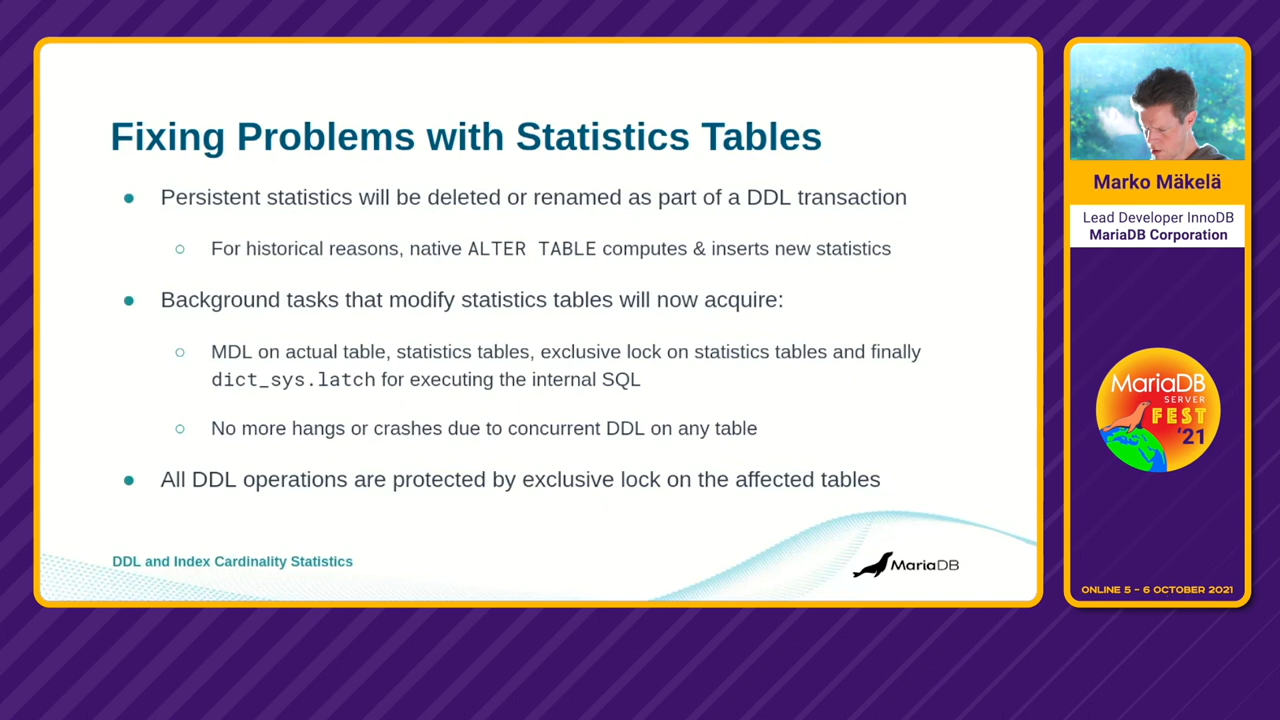 Fixing Problems with Statistics Tables
● Persistent statistics will be deleted or renamed as part of a DDL transaction
○ For historical reasons, native ALTER TABLE computes & inserts new statistics
● Background tasks that modify statistics tables will now acquire:
○ MDL on actual table, statistics tables, exclusive lock on statistics tables and finally
dict_sys.latch for executing the internal SQL
○ No more hangs or crashes due to concurrent DDL on any table
● All DDL operations are protected by exclusive lock on the affected tables
DDL and Index Cardinality Statistics
MariaDB
Marko Mäkelä
Lead Developer InnoDB
MariaDB Corporation
MariaDB
SERVER
FEST
'21
ONLINE 5 – 6 OCTOBER 2021